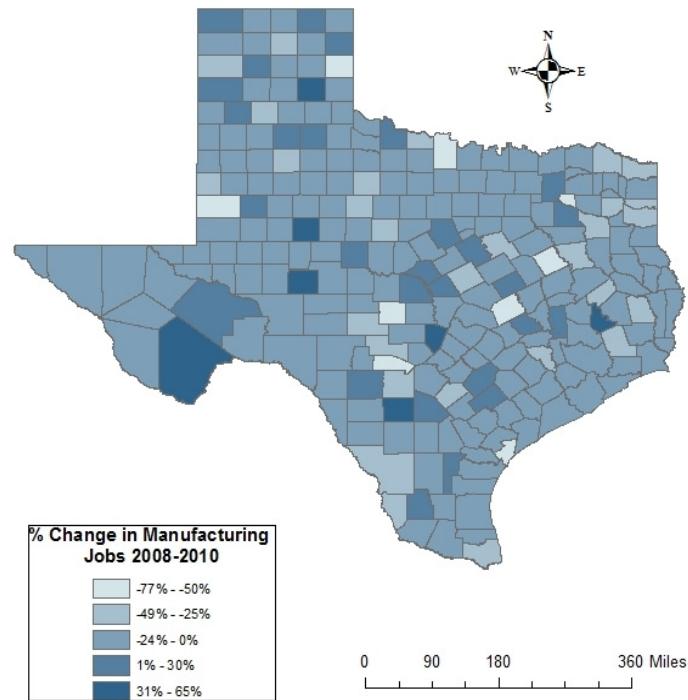 N
W E
S
% Change in Manufacturing
Jobs 2008-2010
-77% - -50%
-49% - -25%
-24% - 0%
1% - 30%
31% - 65%
0 90 180 360 Miles